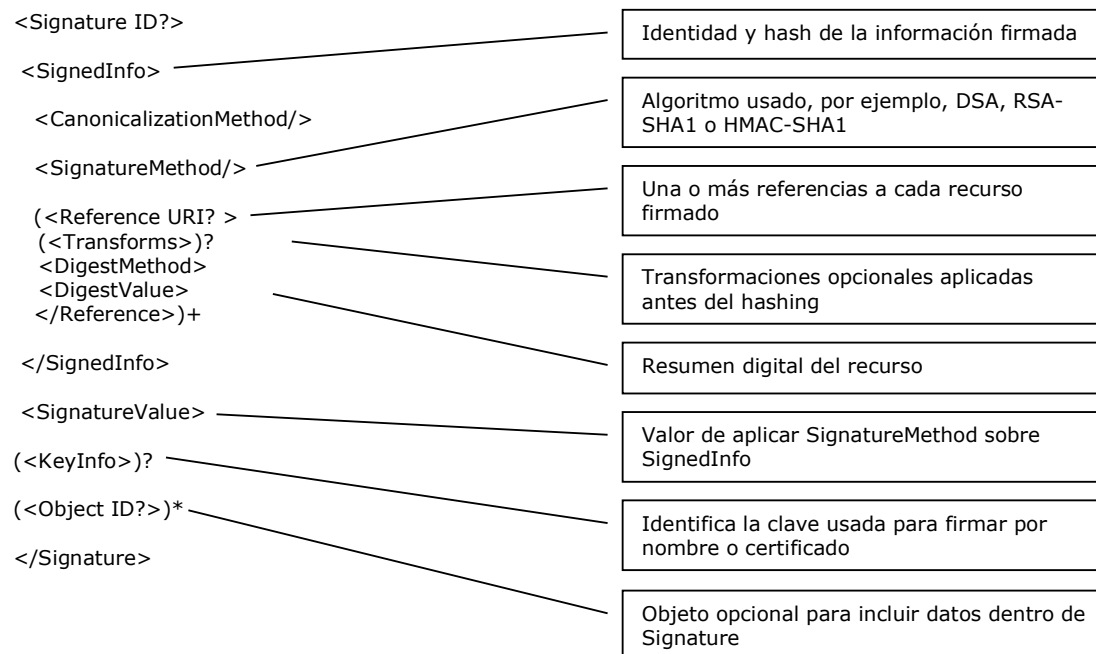 <Signature ID?>
<SignedInfo>
<CanonicalizationMethod/>
<SignatureMethod/>
(<Reference URI? >
(<Transforms>)?
<DigestMethod>
<DigestValue>
</Reference>)+
</SignedInfo>
<SignatureValue>
(<KeyInfo>)?
(<Object ID?>)*
</Signature>
Identidad y hash de la información firmada
Algoritmo usado, por ejemplo, DSA, RSA-
SHA1 o HMAC-SHA1
Una o más referencias a cada recurso
firmado
Transformaciones opcionales aplicadas
antes del hashing
Resumen digital del recurso
Valor de aplicar SignatureMethod sobre
SignedInfo
Identifica la clave usada para firmar por
nombre o certificado
Objeto opcional para incluir datos dentro de
Signature